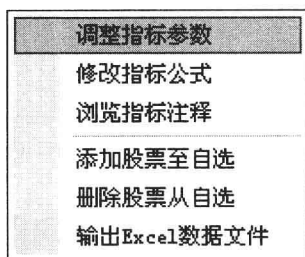 调整指标参数
修改指标公式
浏览指标注释
添加股票至自选
删除股票从自选
输出Excel数据文件